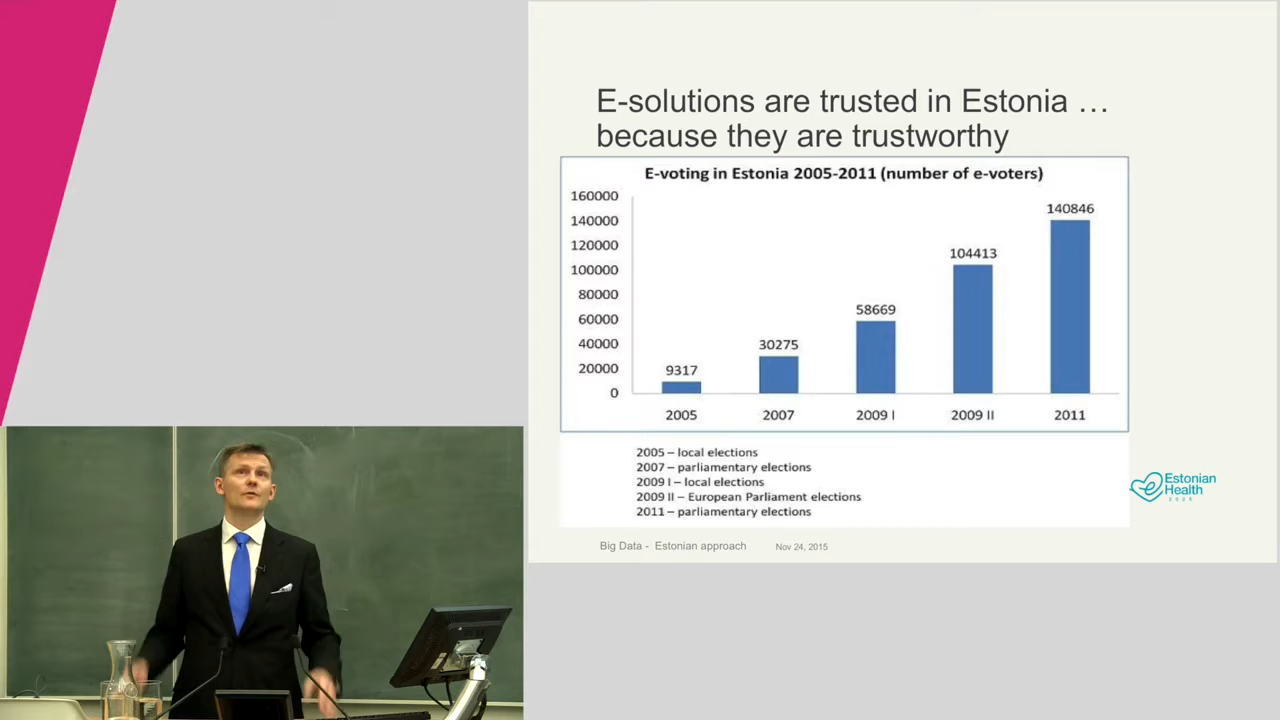 E-solutions are trusted in Estonia …
because they are trustworthy
E-voting in Estonia 2005-2011 (number of e-voters)
160000
140000
120000
100000
80000
60000
40000
20000
0
9317
30275
58669
104413
140846
2005
2007
2009 I
2009 II
2011
2005 – local elections
2007 – parliamentary elections
2009 I – local elections
2009 II – European Parliament elections
2011 – parliamentary elections
Estonian
Health
Big Data - Estonian approach
Nov 24, 2015